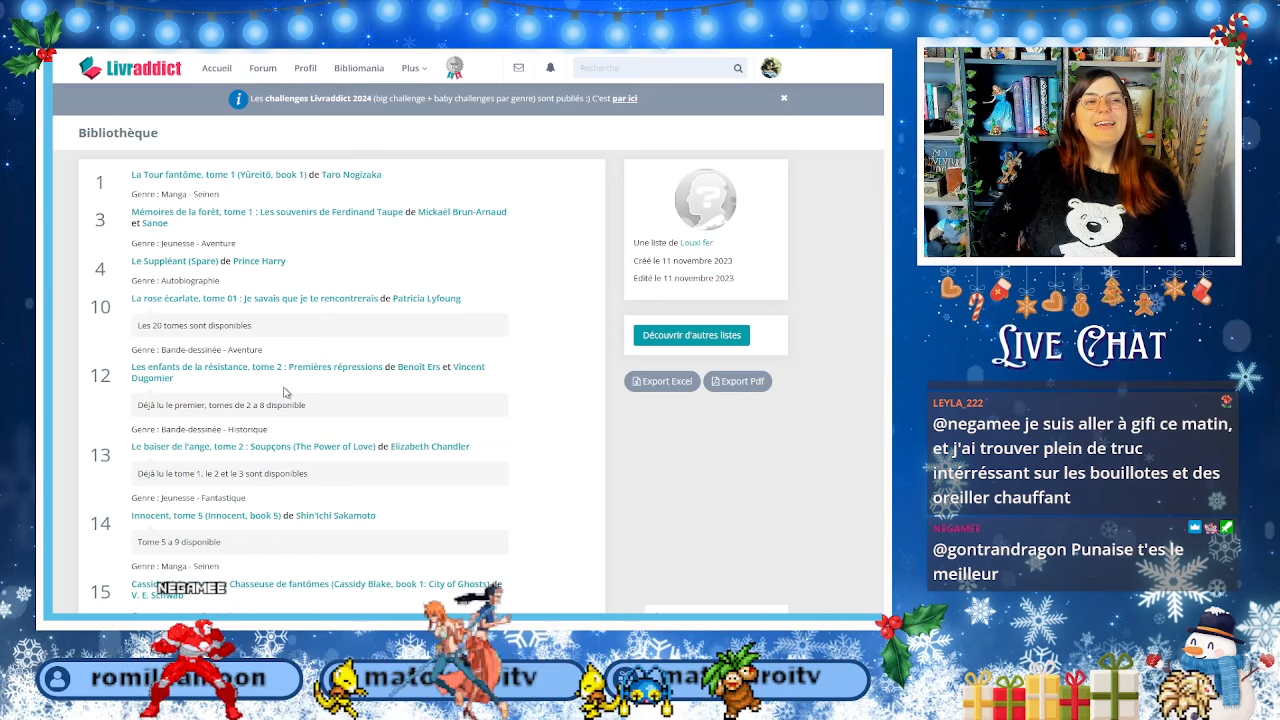 Livraddict
Accueil
Forum
Profil
Bibliomania
Plus
Recherche
Les challenges Livraddict 2024 (big challenge + baby challenges par genre) sont publiés :) C'est par ici
Bibliothèque
1
La Tour fantôme, tome 1 (Yûreitô, book 1) de Taro Nogizaka
Genre : Manga - Seinen
3
Mémoires de la forêt, tome 1 : Les souvenirs de Ferdinand Taupe de Mickaël Brun-Arnaud
et Sanoe
Genre : Jeunesse - Aventure
4
Le Suppléant (Spare) de Prince Harry
Genre : Autobiographie
10
La rose écarlate, tome 01 : Je savais que je te rencontrerais de Patricia Lyfoung
Les 20 tomes sont disponibles
Genre : Bande-dessinée - Aventure
12
Les enfants de la résistance, tome 2 : Premières répressions de Benoît Ers et Vincent
Dugomier
Déjà lu le premier, tomes de 2 a 8 disponible
Genre : Bande-dessinée - Historique
13
Le baiser de l'ange, tome 2 : Soupçons (The Power of Love) de Elizabeth Chandler
Déjà lu le tome 1, le 2 et le 3 sont disponibles
Genre : Jeunesse - Fantastique
14
Innocent, tome 5 (Innocent, book 5) de Shin'Ichi Sakamoto
Tome 5 a 9 disponible
Genre : Manga - Seinen
15
Chasseuse de fantômes (Cassidy Blake, book 1: City of Ghosts) de
V. E. Schwab
NEGAMEE
Une liste de Louxi fer
Créé le 11 novembre 2023
Edité le 11 novembre 2023
Découvrir d'autres listes
Export Excel
Export Pdf
Live Chat
LEYLA_222
@negamee je suis aller à gifi ce matin,
et j'ai trouver plein de truc
intérréssant sur les bouillotes et des
oreiller chauffant
NEGAMEE
@gontrandragon Punaise t'es le
meilleur